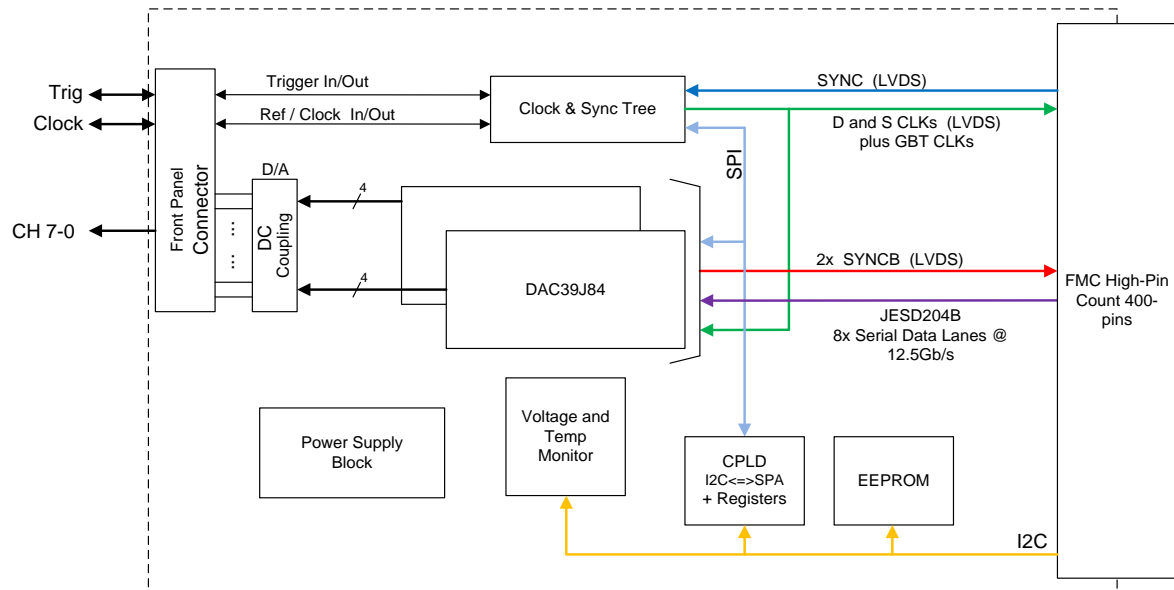 Trig
Clock
CH 7-0
Front Panel
Connector
Trigger In/Out
Ref / Clock  In/Out
D/A
DC
Coupling
...
...
4
4
Clock & Sync Tree
SYNC  (LVDS)
D and S CLKs  (LVDS)
plus GBT CLKs
SPI
DAC39J84
2x  SYNCB  (LVDS)
JESD204B
8x Serial Data Lanes @
12.5Gb/s
FMC High-Pin
Count 400-
pins
Power Supply
Block
Voltage and
Temp
Monitor
CPLD
I2C<=>SPA
+ Registers
EEPROM
I2C